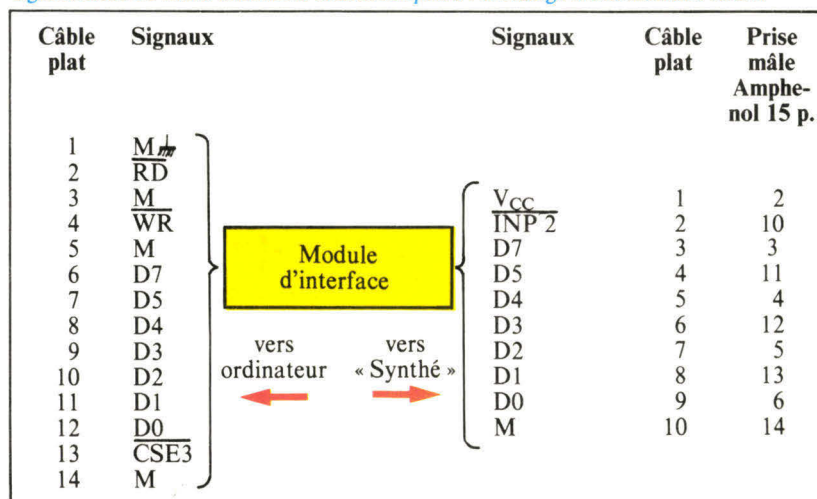 Câble plat Signaux Signaux Câble plat Prise mâle Amphe-nol 15 p.
1 M
2 RD
3 M VCC 1 2
4 WR INP 2 2 10
5 M D7 3 3
6 D7 D5 4 11
7 D5 D4 5 4
8 D4 D3 6 12
9 D3 D2 7 5
10 D2 D1 8 13
11 D1 D0 9 6
12 D0 M 10 14
13 CSE3
14 M
Module
d'interface
vers ordinateur
vers « Synthé »